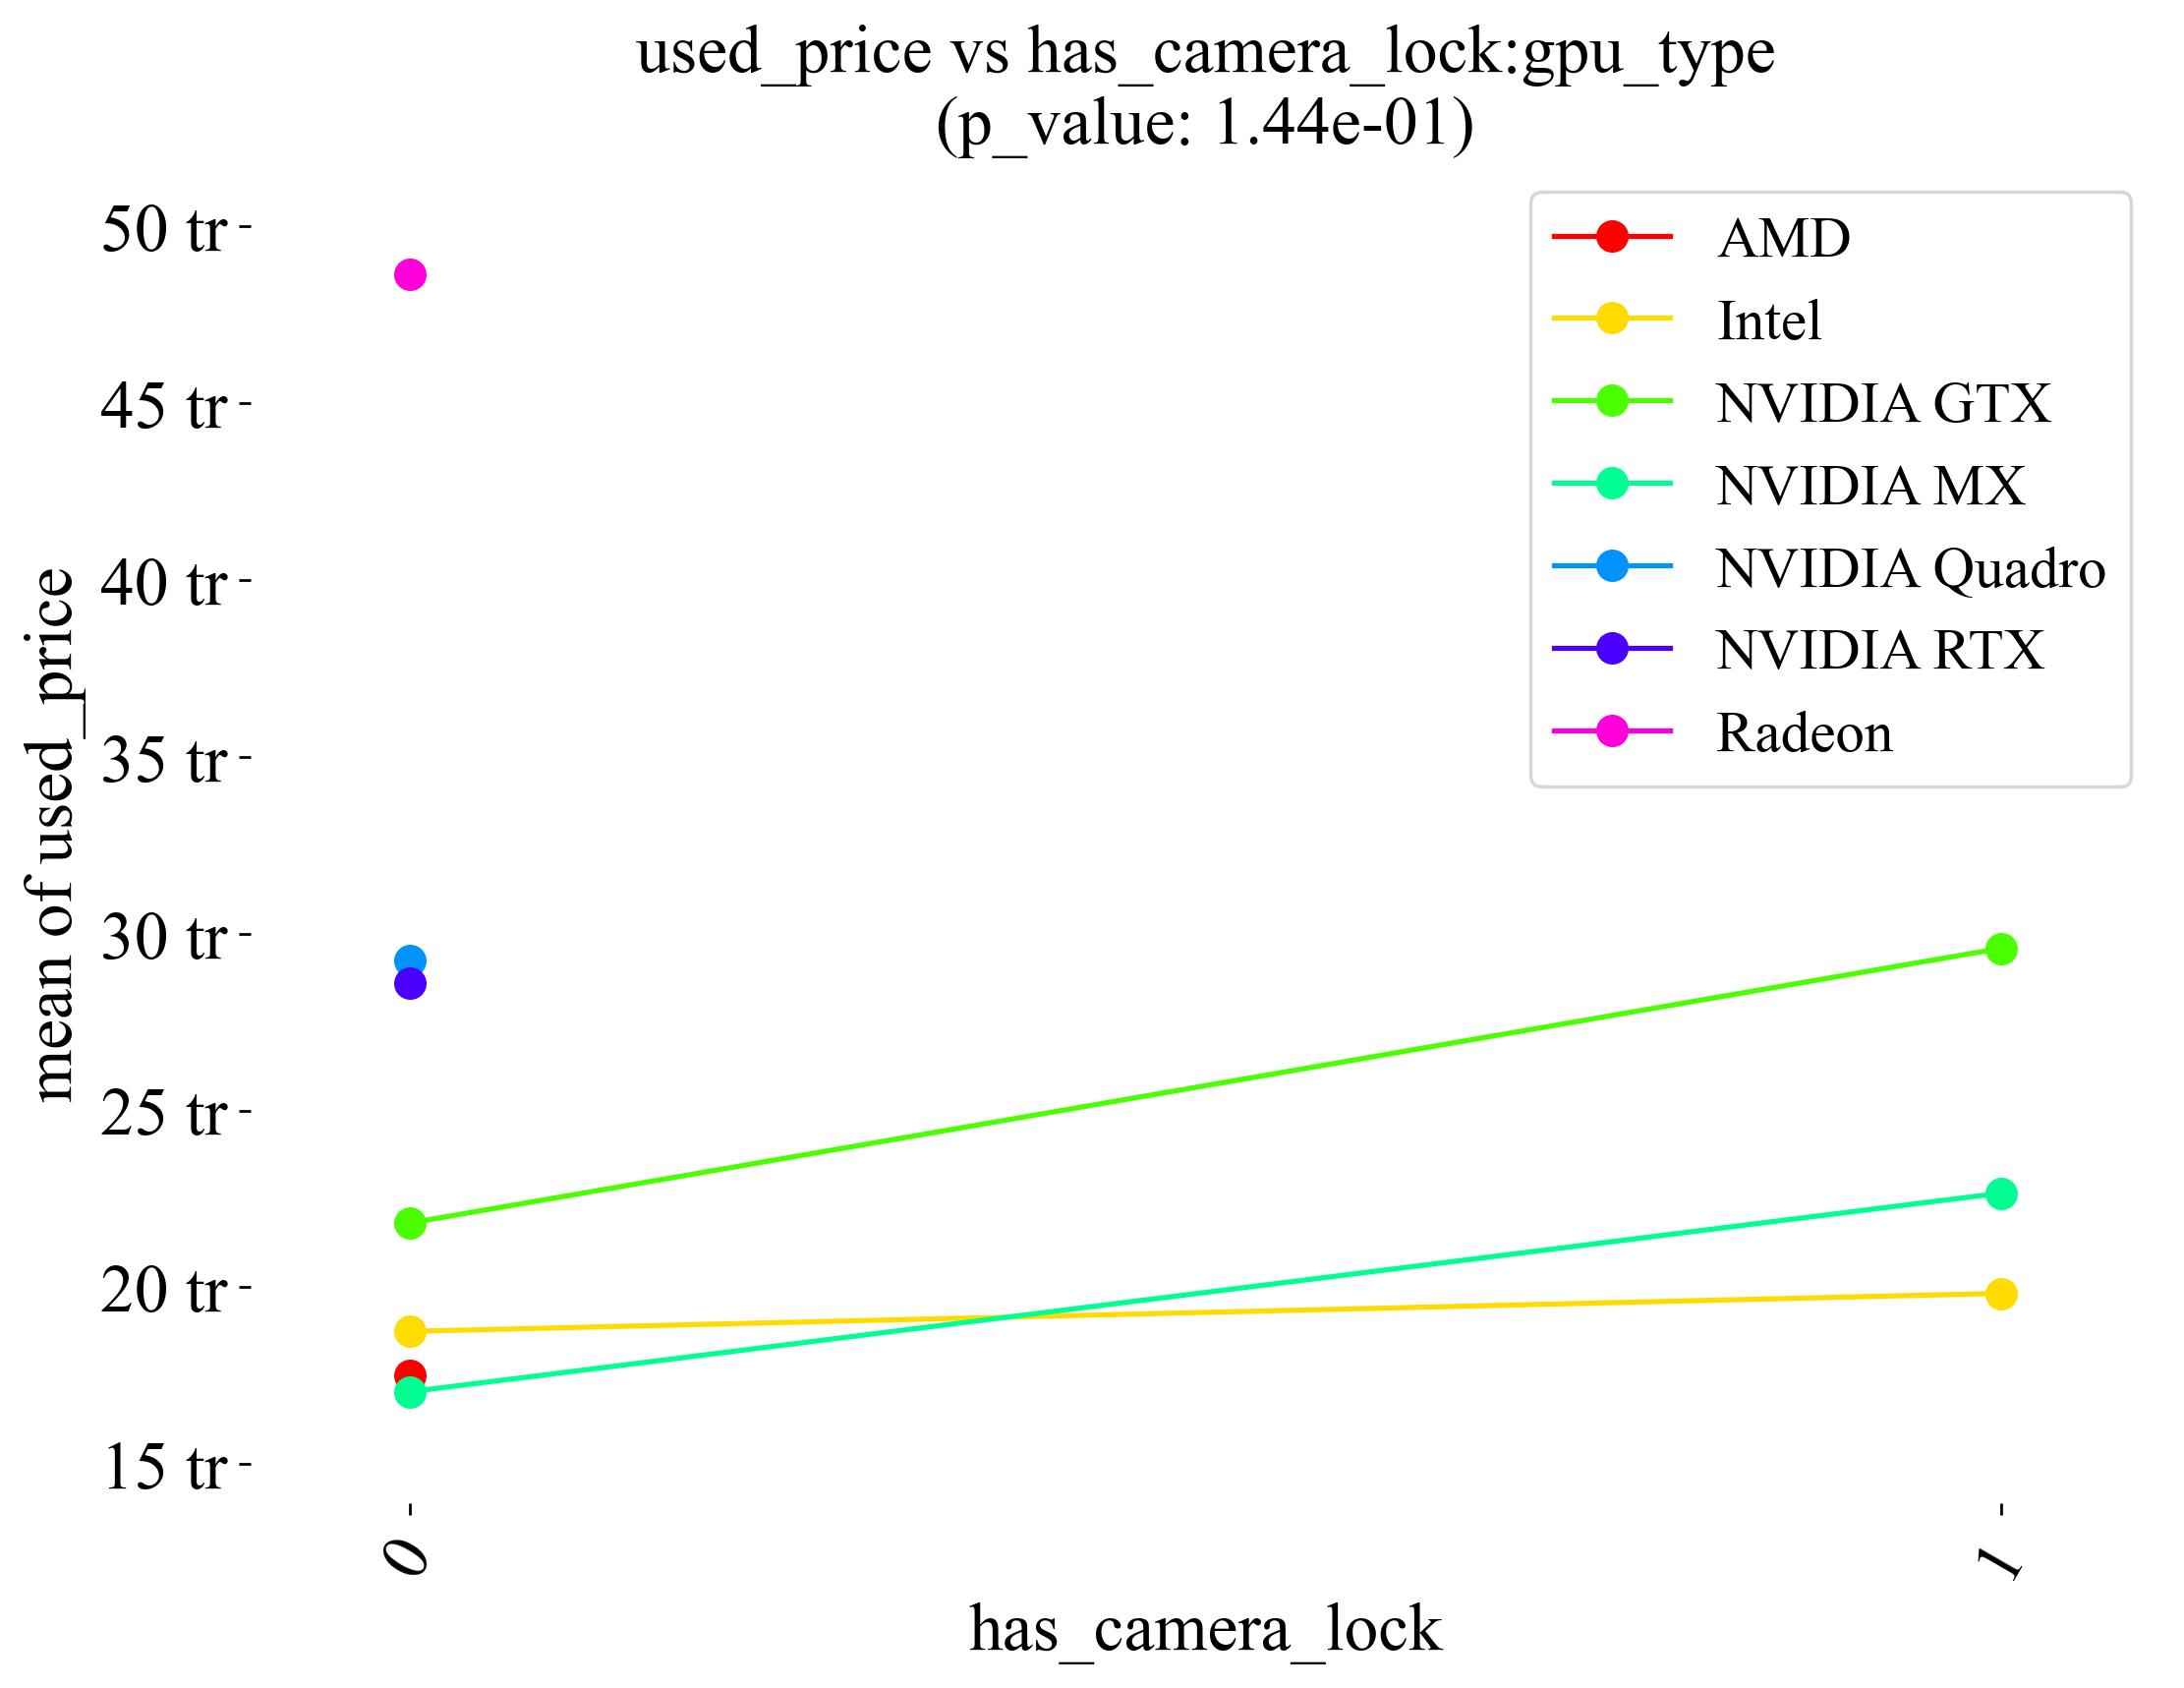 used_price vs has_camera_lock:gpu_type
(p_value: 1.44e-01)
50 tr
45 tr
40 tr
35 tr
30 tr
25 tr
20 tr
15 tr
mean of used_price
AMD
Intel
NVIDIA GTX
NVIDIA MX
NVIDIA Quadro
NVIDIA RTX
Radeon
0
1
has_camera_lock